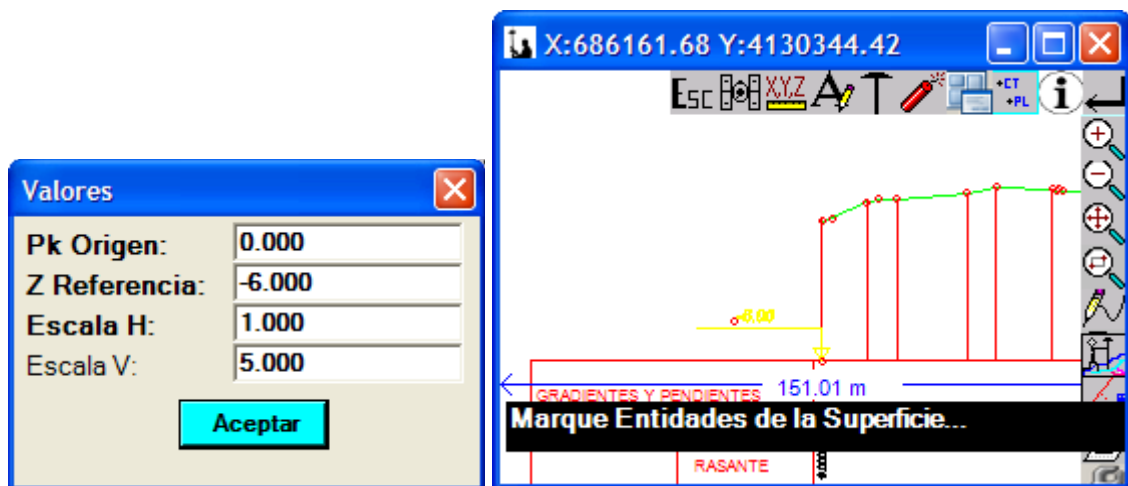 Valores
Pk Origen: 0.000
Z Referencia: -6.000
Escala H: 1.000
Escala V: 5.000
Aceptar
X:686161.68 Y:4130344.42
ESC X,Y,Z A T +CT +PL i
-6.00
151.01 m
GRADIENTES Y PENDIENTES
Marque Entidades de la Superficie...
RASANTE